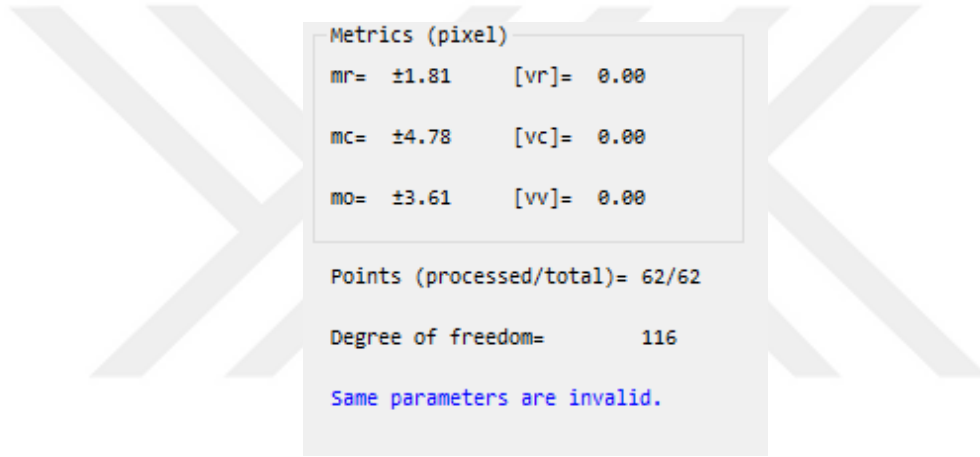 Metrics (pixel)
mr= ±1.81 [vr]= 0.00
mc= ±4.78 [vc]= 0.00
mo= ±3.61 [vv]= 0.00
Points (processed/total)= 62/62
Degree of freedom= 116
Same parameters are invalid.